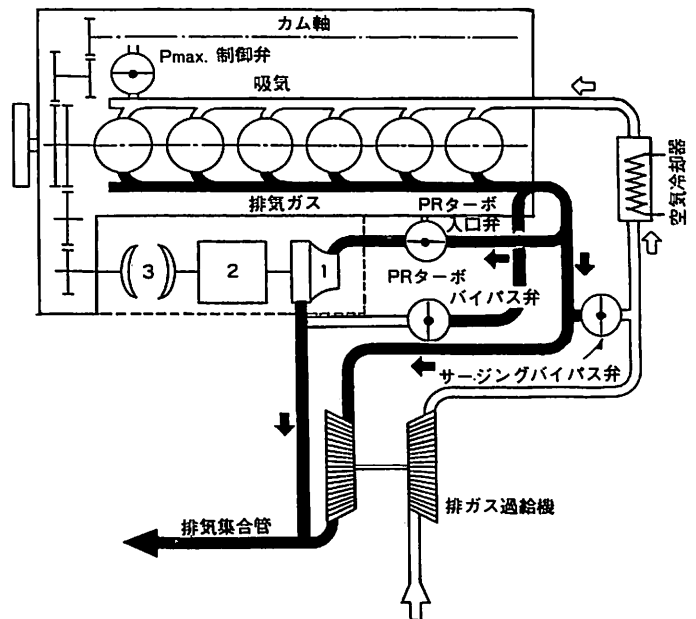 カム軸
Pmax. 制御弁
吸気
空気冷却器
排気ガス
PRターボ
入口弁
3
2
1
PRターボ
バイパス弁
サージングバイパス弁
排ガス過給機
排気集合管